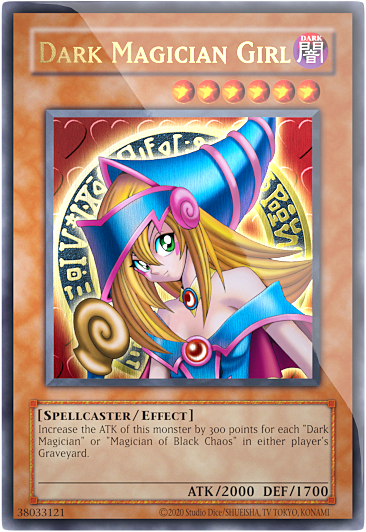 DARK MAGICIAN GIRL
DARK
闇
[SPELLCASTER/EFFECT]
Increase the ATK of this monster by 300 points for each "Dark
Magician" or "Magician of Black Chaos" in either player's
Graveyard.
ATK/2000 DEF/1700
38033121
©2020 Studio Dice/SHUEISHA, TV TOKYO, KONAMI